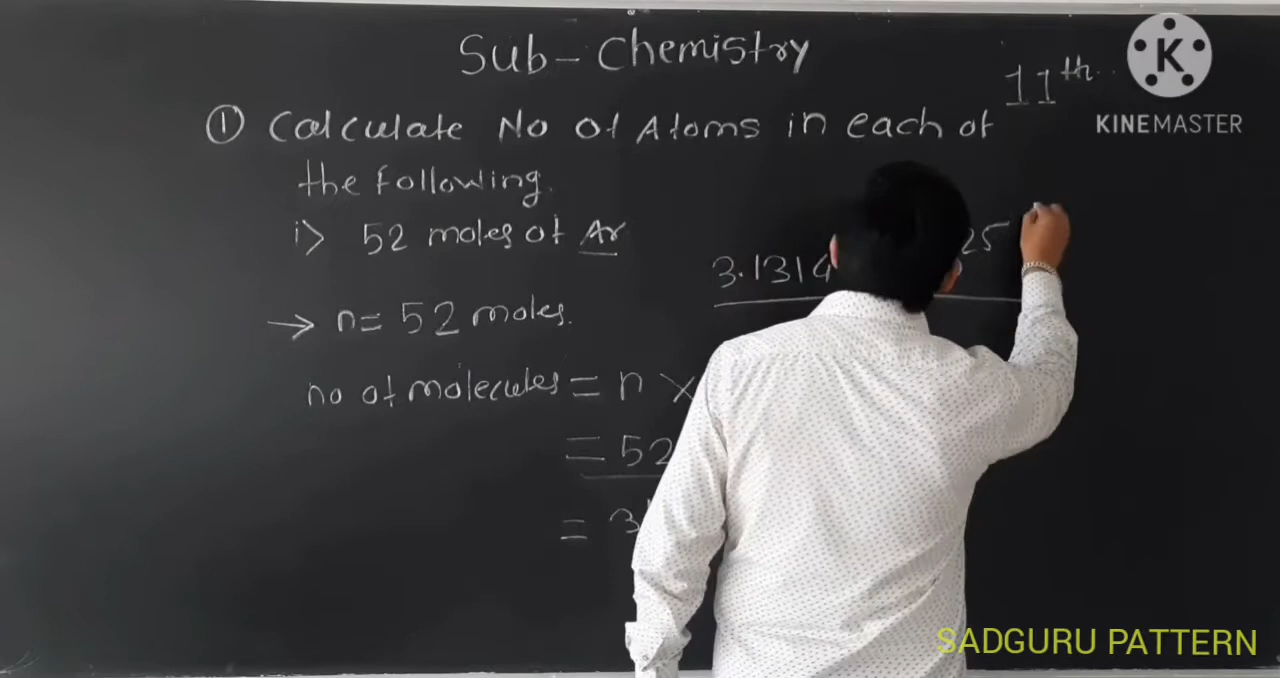 Sub - Chemistry
11th
K
KINEMASTER
① Calculate No of Atoms in each of
the following.
i> 52 moles of Ar
3.1314
25
→ n = 52 moles.
no of molecules = n ×
= 52
= 3
SADGURU PATTERN